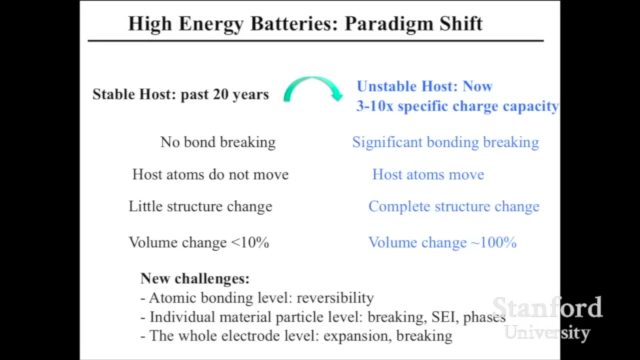 High Energy Batteries: Paradigm Shift
Stable Host: past 20 years
Unstable Host: Now
3-10x specific charge capacity
No bond breaking
Significant bonding breaking
Host atoms do not move
Host atoms move
Little structure change
Complete structure change
Volume change <10%
Volume change ~100%
New challenges:
- Atomic bonding level: reversibility
- Individual material particle level: breaking, SEI, phases
- The whole electrode level: expansion, breaking
Stanford
University